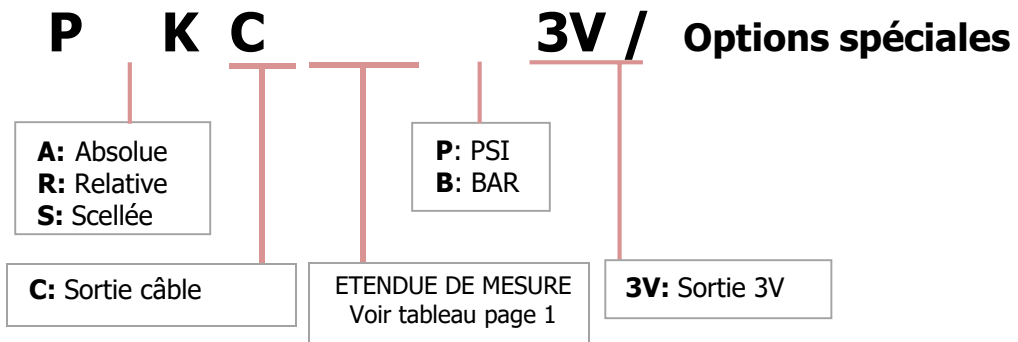 P K C 3V / Options spéciales
A: Absolue
R: Relative
S: Scellée
P: PSI
B: BAR
C: Sortie câble
ETENDUE DE MESURE
Voir tableau page 1
3V: Sortie 3V